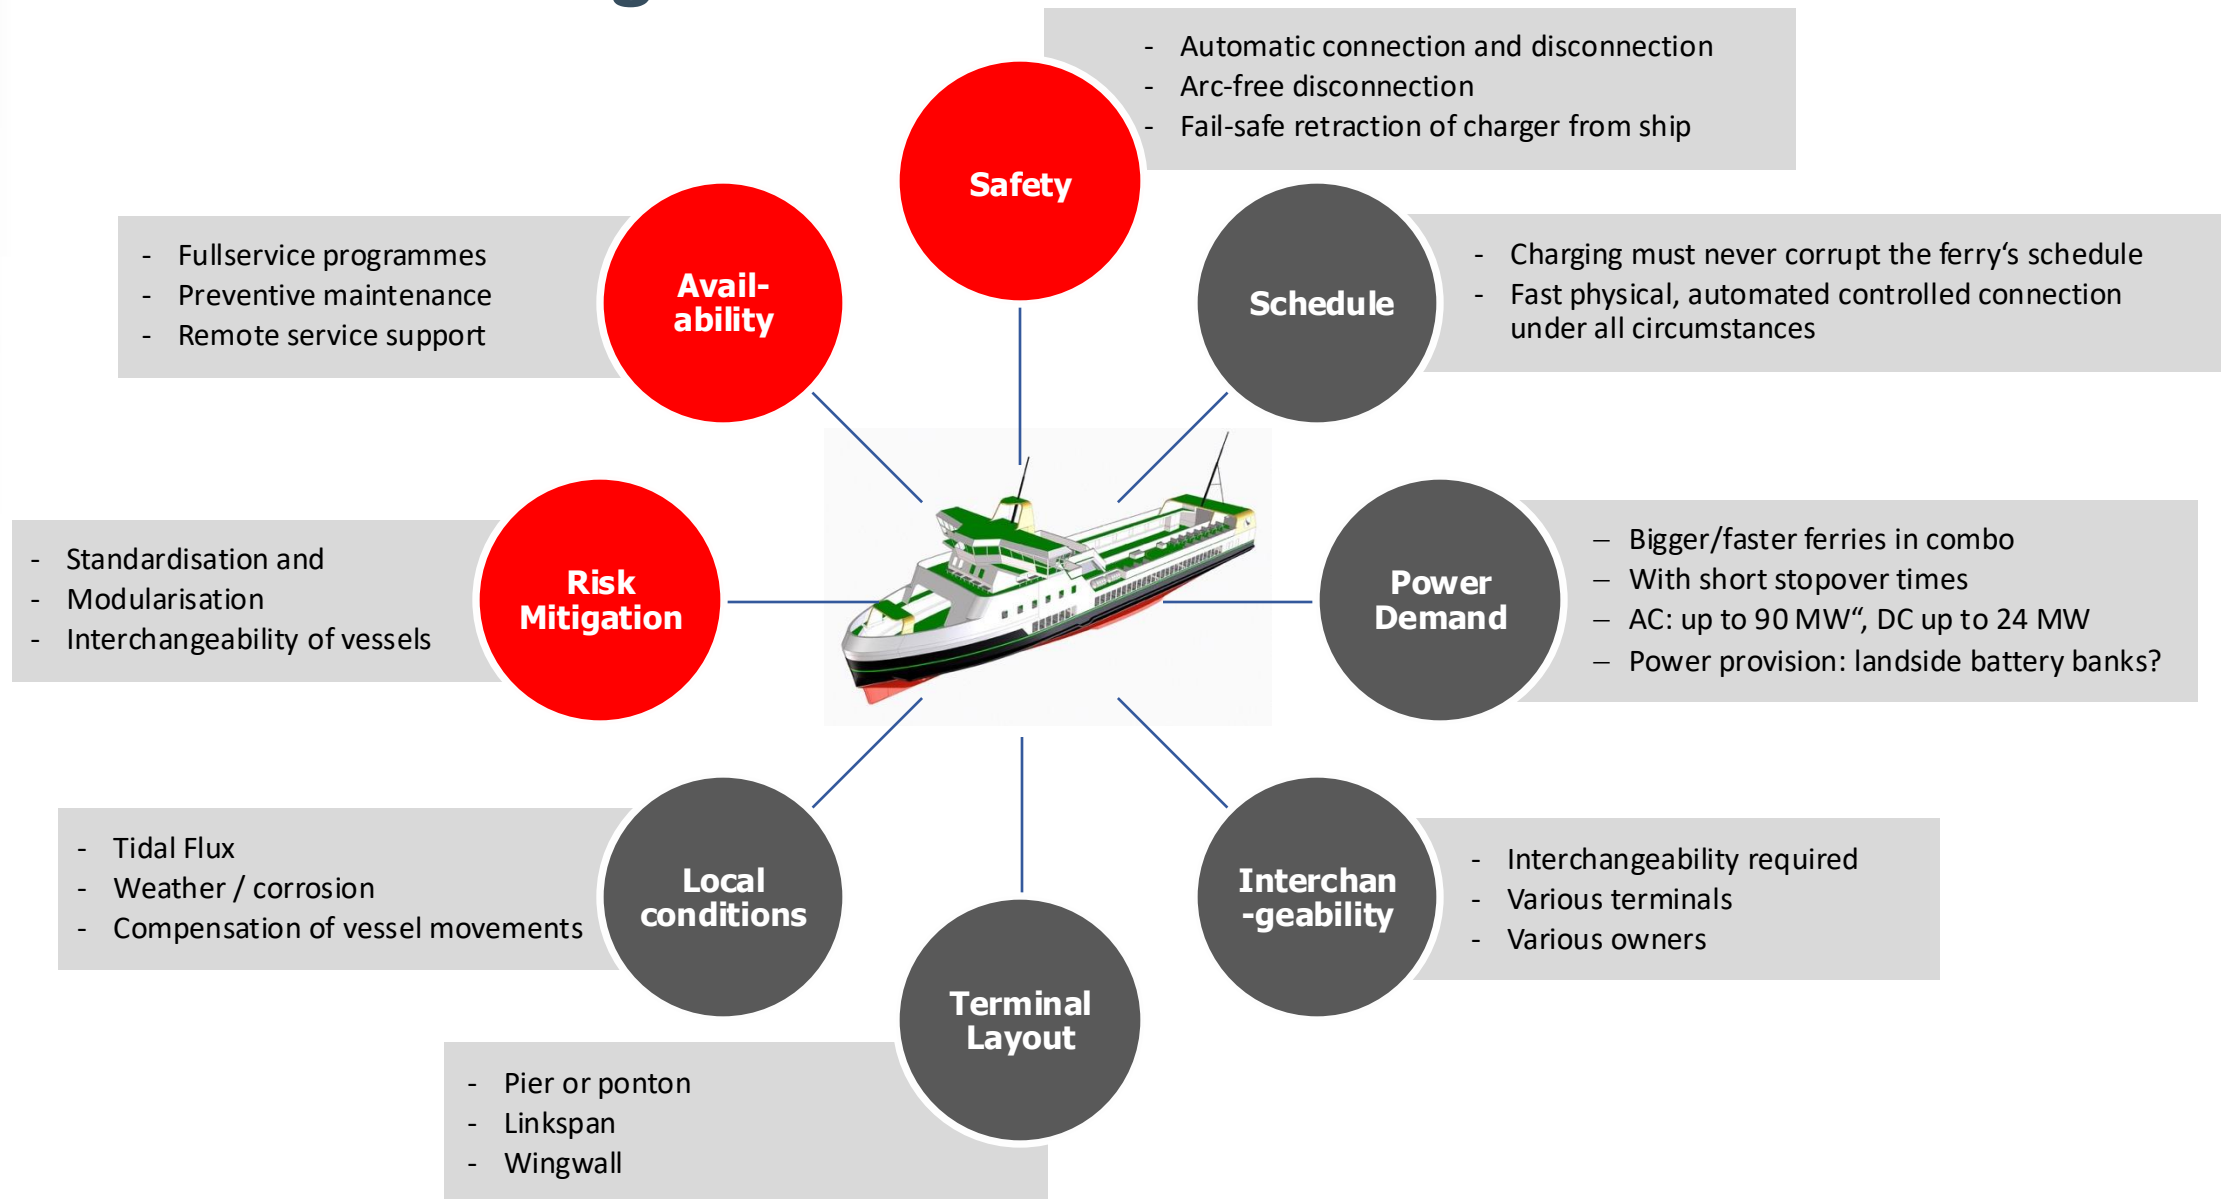 - Automatic connection and disconnection
- Arc-free disconnection
- Fail-safe retraction of charger from ship
Safety
- Fullservice programmes
- Preventive maintenance
- Remote service support
Avail-
ability
Schedule
- Charging must never corrupt the ferry‘s schedule
- Fast physical, automated controlled connection
under all circumstances
- Standardisation and
- Modularisation
- Interchangeability of vessels
Risk
Mitigation
Power
Demand
– Bigger/faster ferries in combo
– With short stopover times
– AC: up to 90 MW“, DC up to 24 MW
– Power provision: landside battery banks?
- Tidal Flux
- Weather / corrosion
- Compensation of vessel movements
Local
conditions
Interchan
-geability
- Interchangeability required
- Various terminals
- Various owners
Terminal
Layout
- Pier or ponton
- Linkspan
- Wingwall